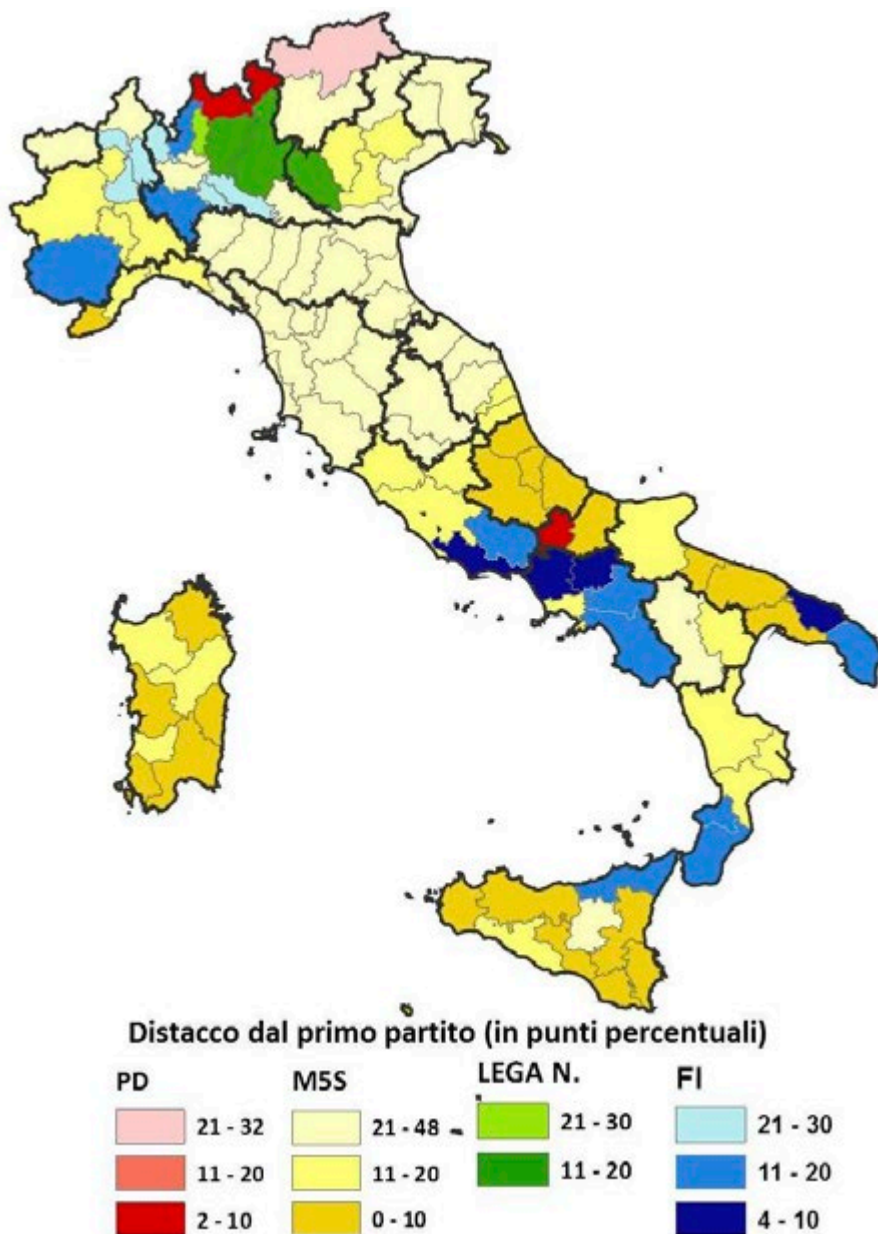 Distacco dal primo partito (in punti percentuali)
PD M5S LEGA N. FI
21 - 32 21 - 48 21 - 30 21 - 30
11 - 20 11 - 20 11 - 20 11 - 20
2 - 10 0 - 10 4 - 10